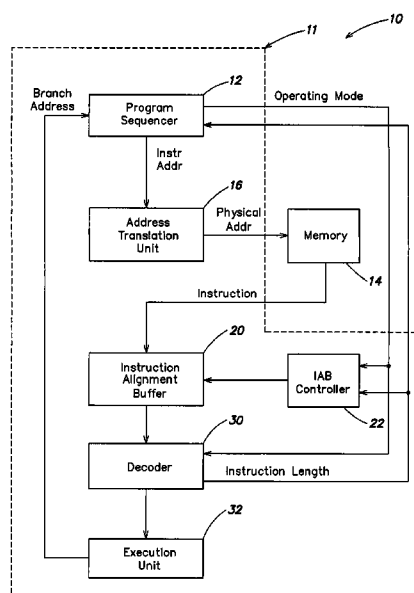 11
10
Branch
Address
12
Program
Sequencer
Operating Mode
Instr
Addr
16
Address
Translation
Unit
Physical
Addr
Memory
14
Instruction
20
Instruction
Alignment
Buffer
IAB
Controller
22
30
Decoder
Instruction Length
32
Execution
Unit